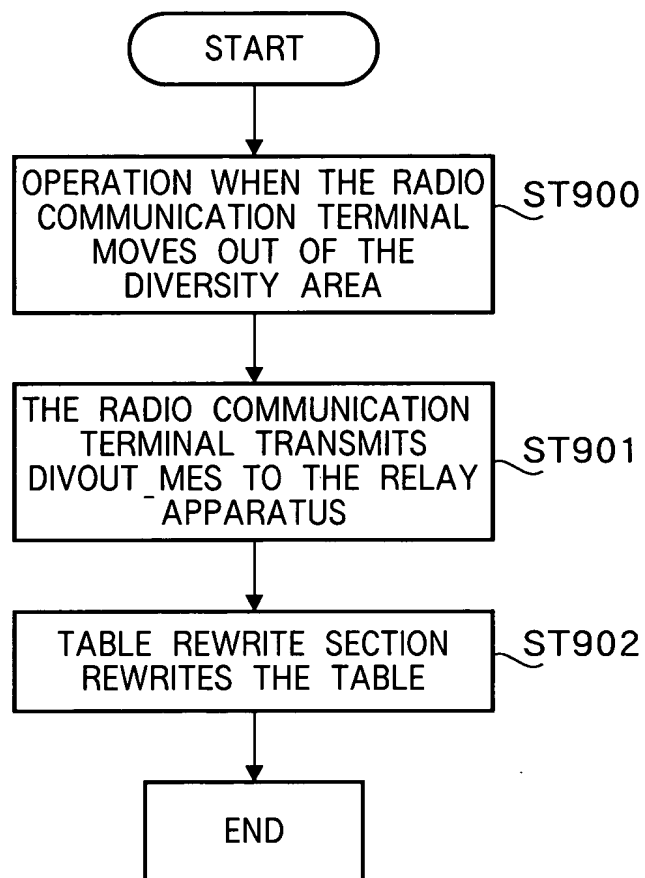 START
OPERATION WHEN THE RADIO
COMMUNICATION TERMINAL
MOVES OUT OF THE
DIVERSITY AREA
ST900
THE RADIO COMMUNICATION
TERMINAL TRANSMITS
DIVOUT_MES TO THE RELAY
APPARATUS
ST901
TABLE REWRITE SECTION
REWRITES THE TABLE
ST902
END